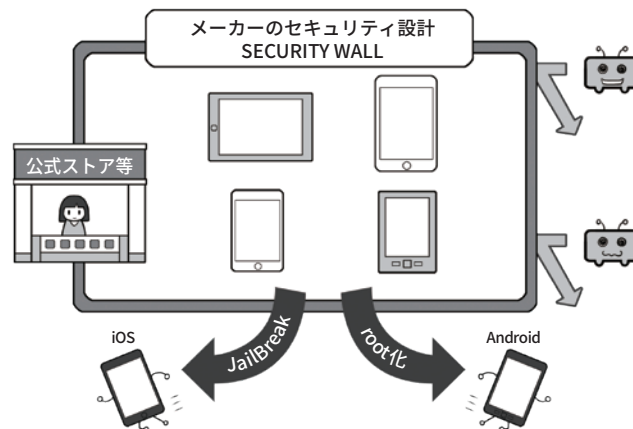 メーカーのセキュリティ設計
SECURITY WALL
公式ストア等
iOS
JailBreak
root化
Android